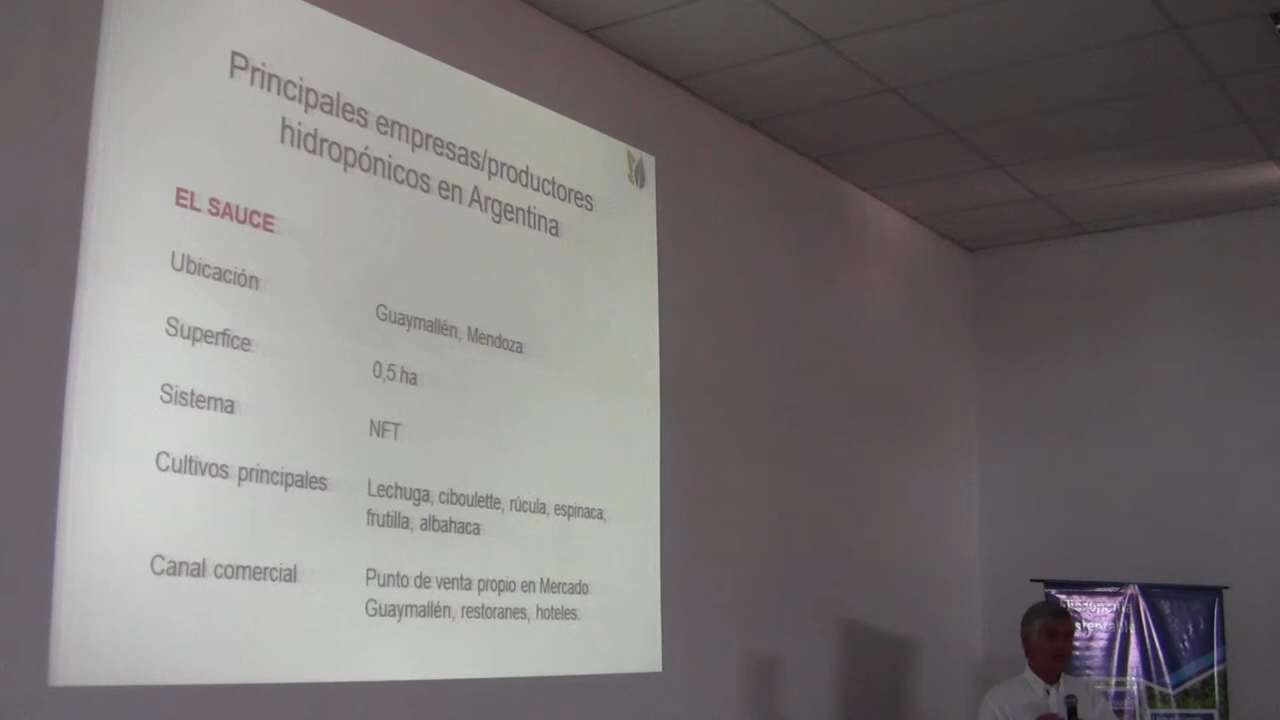 Principales empresas/productores
hidropónicos en Argentina
EL SAUCE
Ubicación
Guaymallén, Mendoza
Superfice
0,5 ha
Sistema
NFT
Cultivos principales
Lechuga, ciboulette, rúcula, espinaca,
frutilla, albahaca
Canal comercial
Punto de venta propio en Mercado
Guaymallén, restoranes, hoteles.